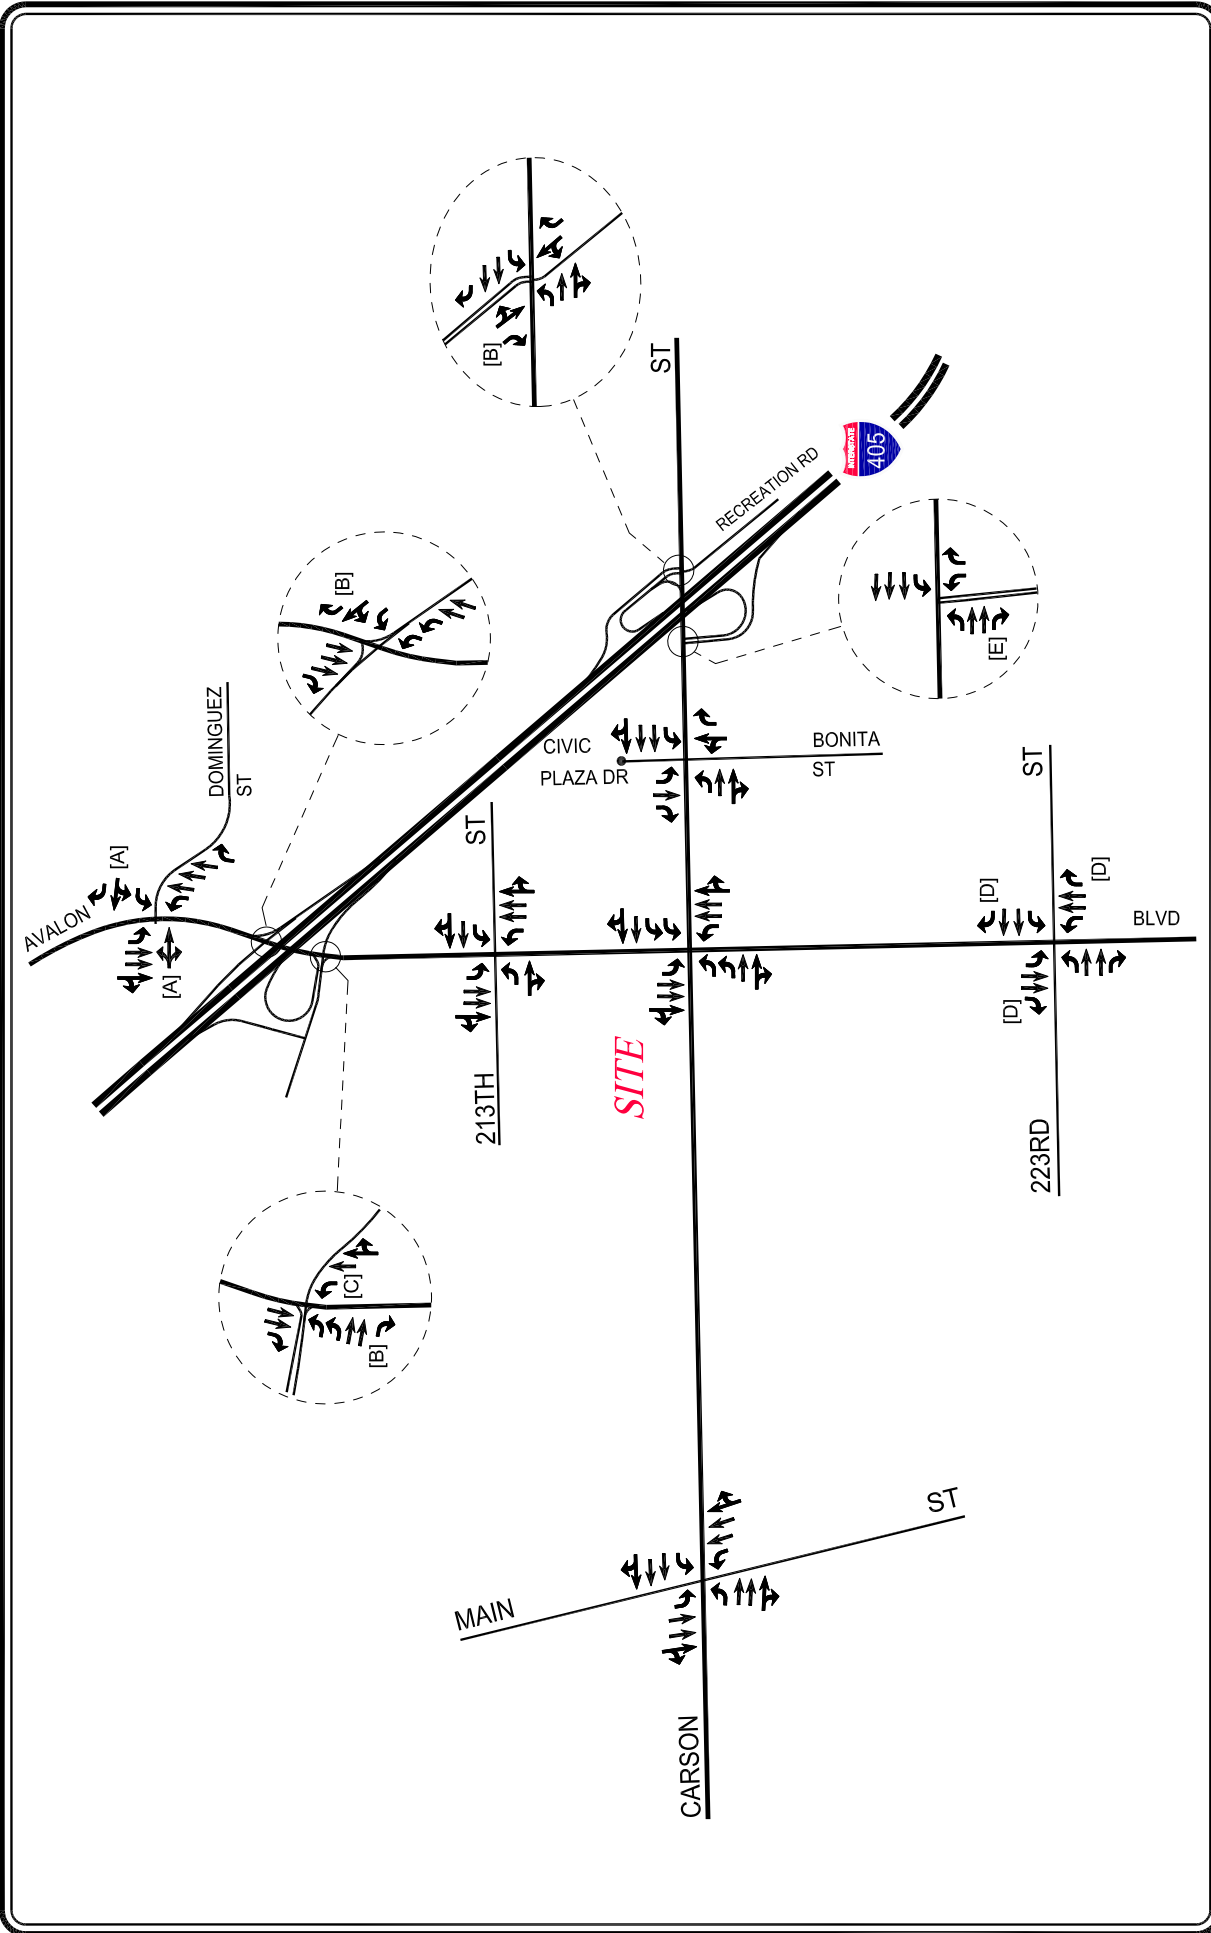 [B]
ST
RECREATION RD
INTERSTATE
405
[B]
[E]
DOMINGUEZ
ST
CIVIC
PLAZA DR
BONITA
ST
ST
ST
[A]
AVALON
[A]
[D]
[D]
BLVD
[D]
SITE
213TH
223RD
[C]
[B]
MAIN
ST
CARSON